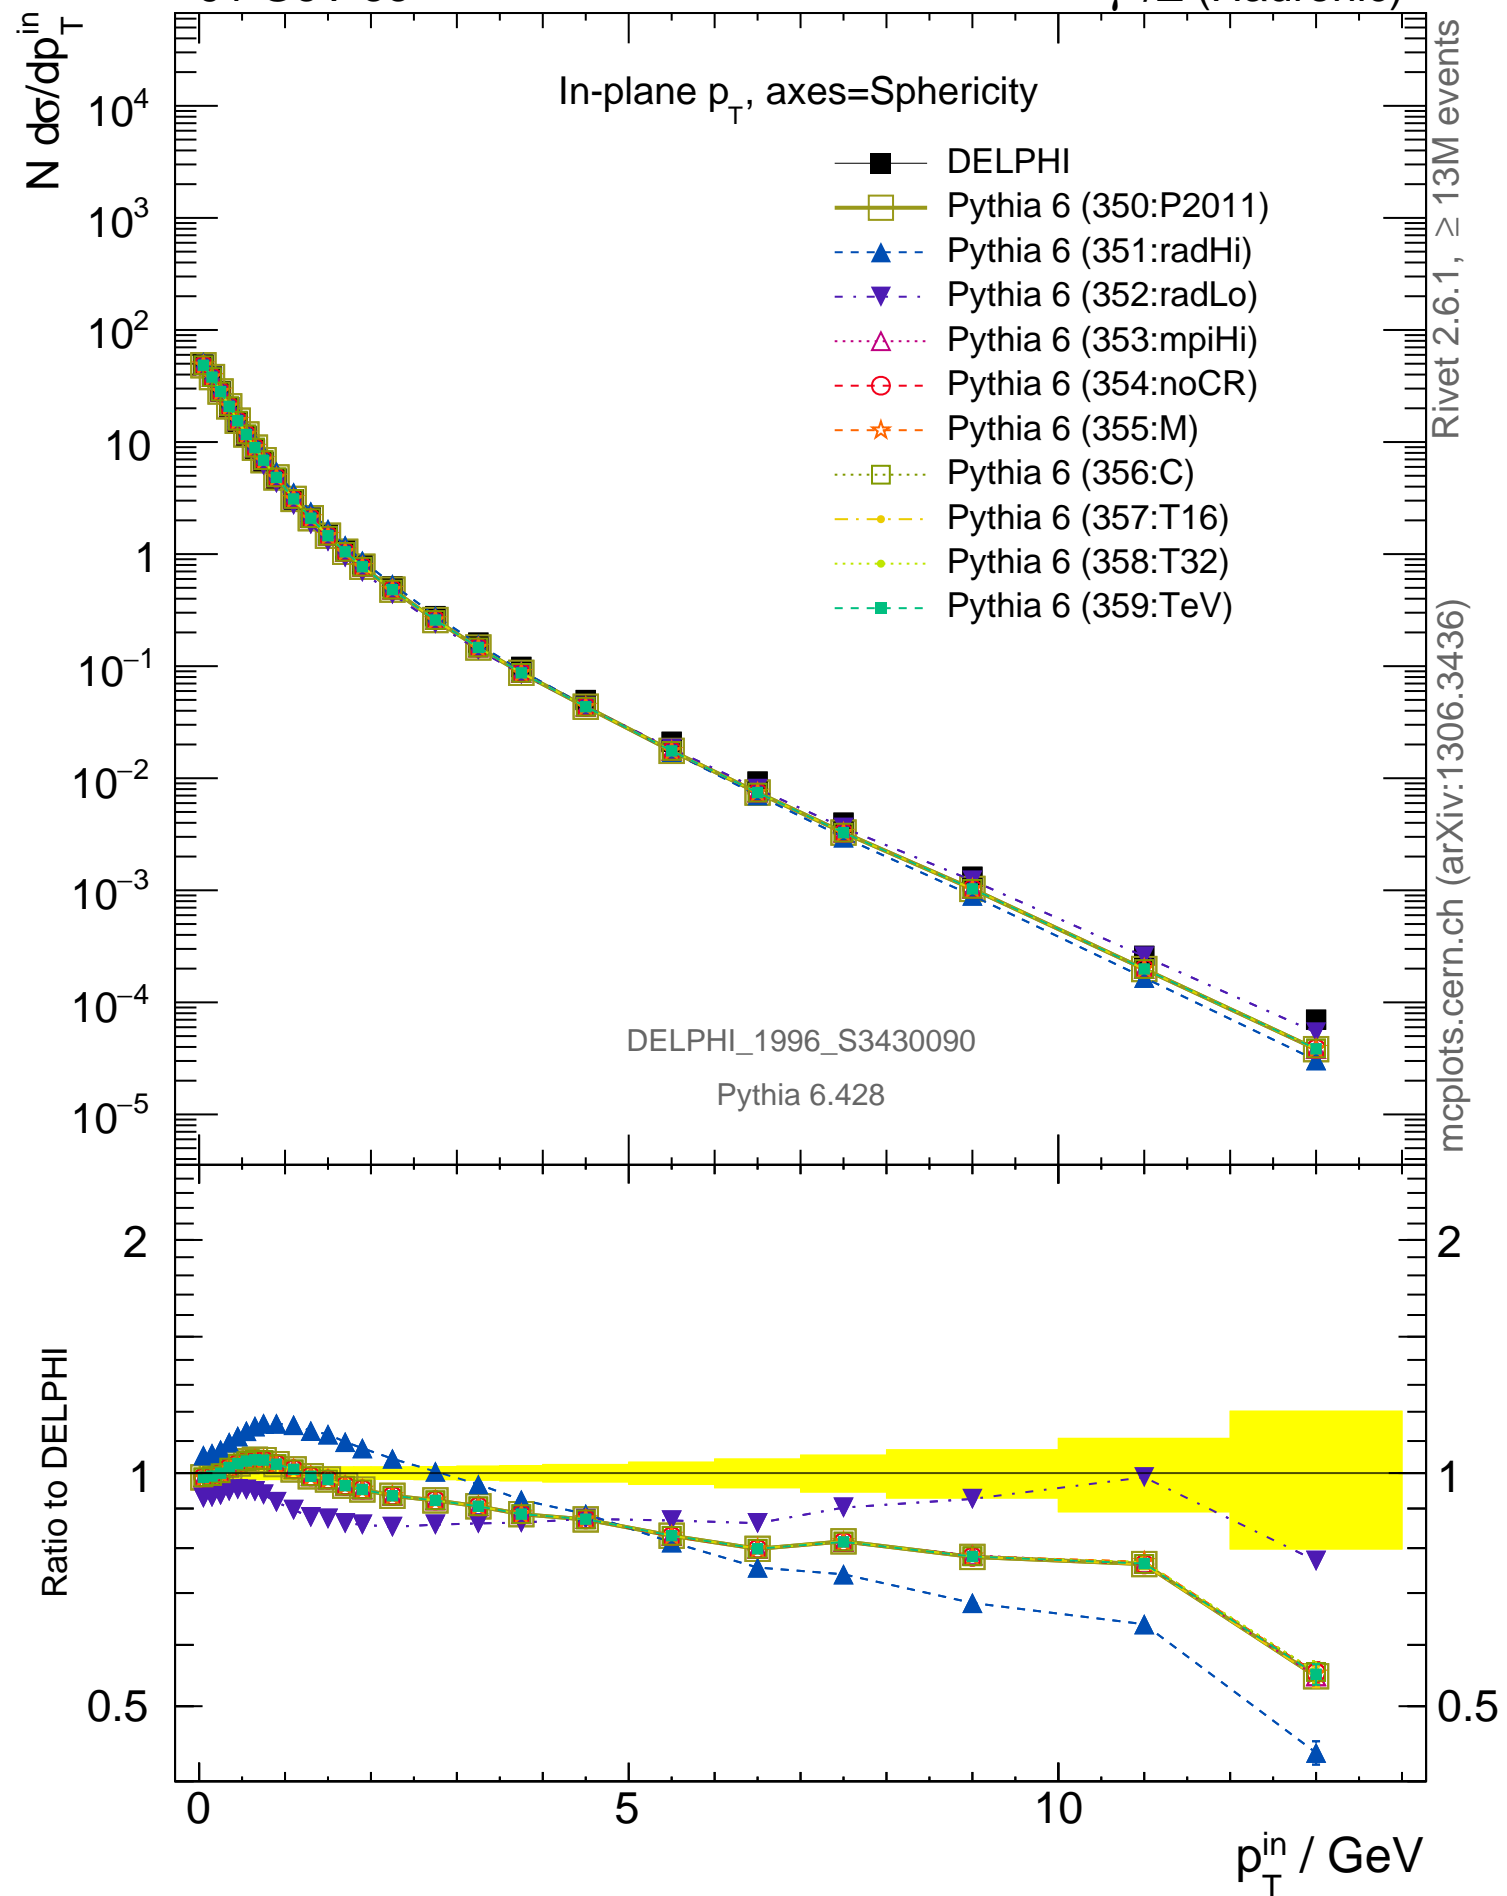 In-plane p_T, axes=Sphericity
N dσ/dp_T^in
DELPHI
Pythia 6 (350:P2011)
Pythia 6 (351:radHi)
Pythia 6 (352:radLo)
Pythia 6 (353:mpiHi)
Pythia 6 (354:noCR)
Pythia 6 (355:M)
Pythia 6 (356:C)
Pythia 6 (357:T16)
Pythia 6 (358:T32)
Pythia 6 (359:TeV)
10^4
10^3
10^2
10
1
10^−1
10^−2
10^−3
10^−4
10^−5
DELPHI_1996_S3430090
Pythia 6.428
Rivet 2.6.1, ≥ 13M events
mcplots.cern.ch (arXiv:1306.3436)
Ratio to DELPHI
2
1
0.5
2
1
0.5
0
5
10
p_T^in / GeV